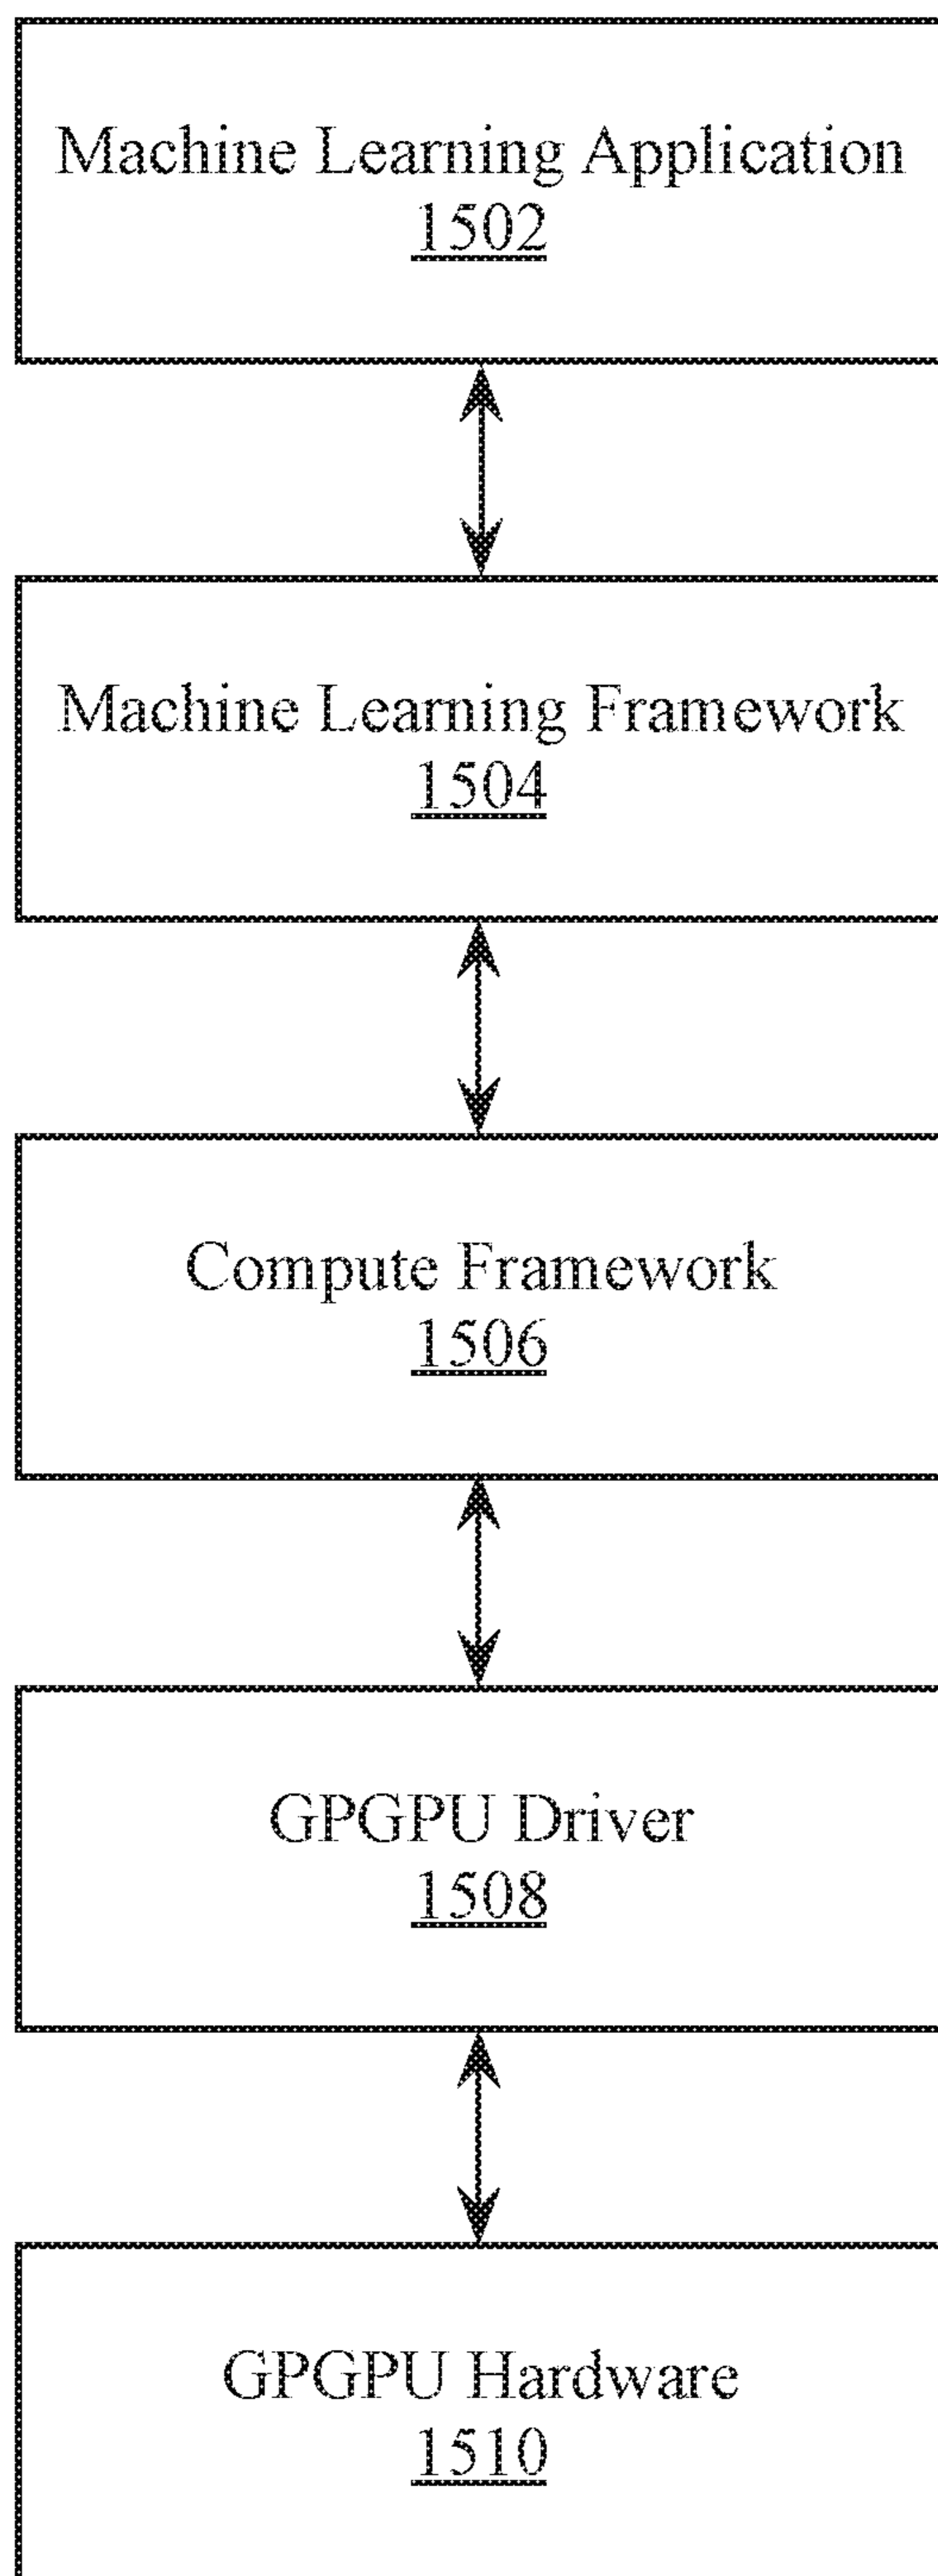 Machine Learning Application
1502
Machine Learning Framework
1504
Compute Framework
1506
GPGPU Driver
1508
GPGPU Hardware
1510